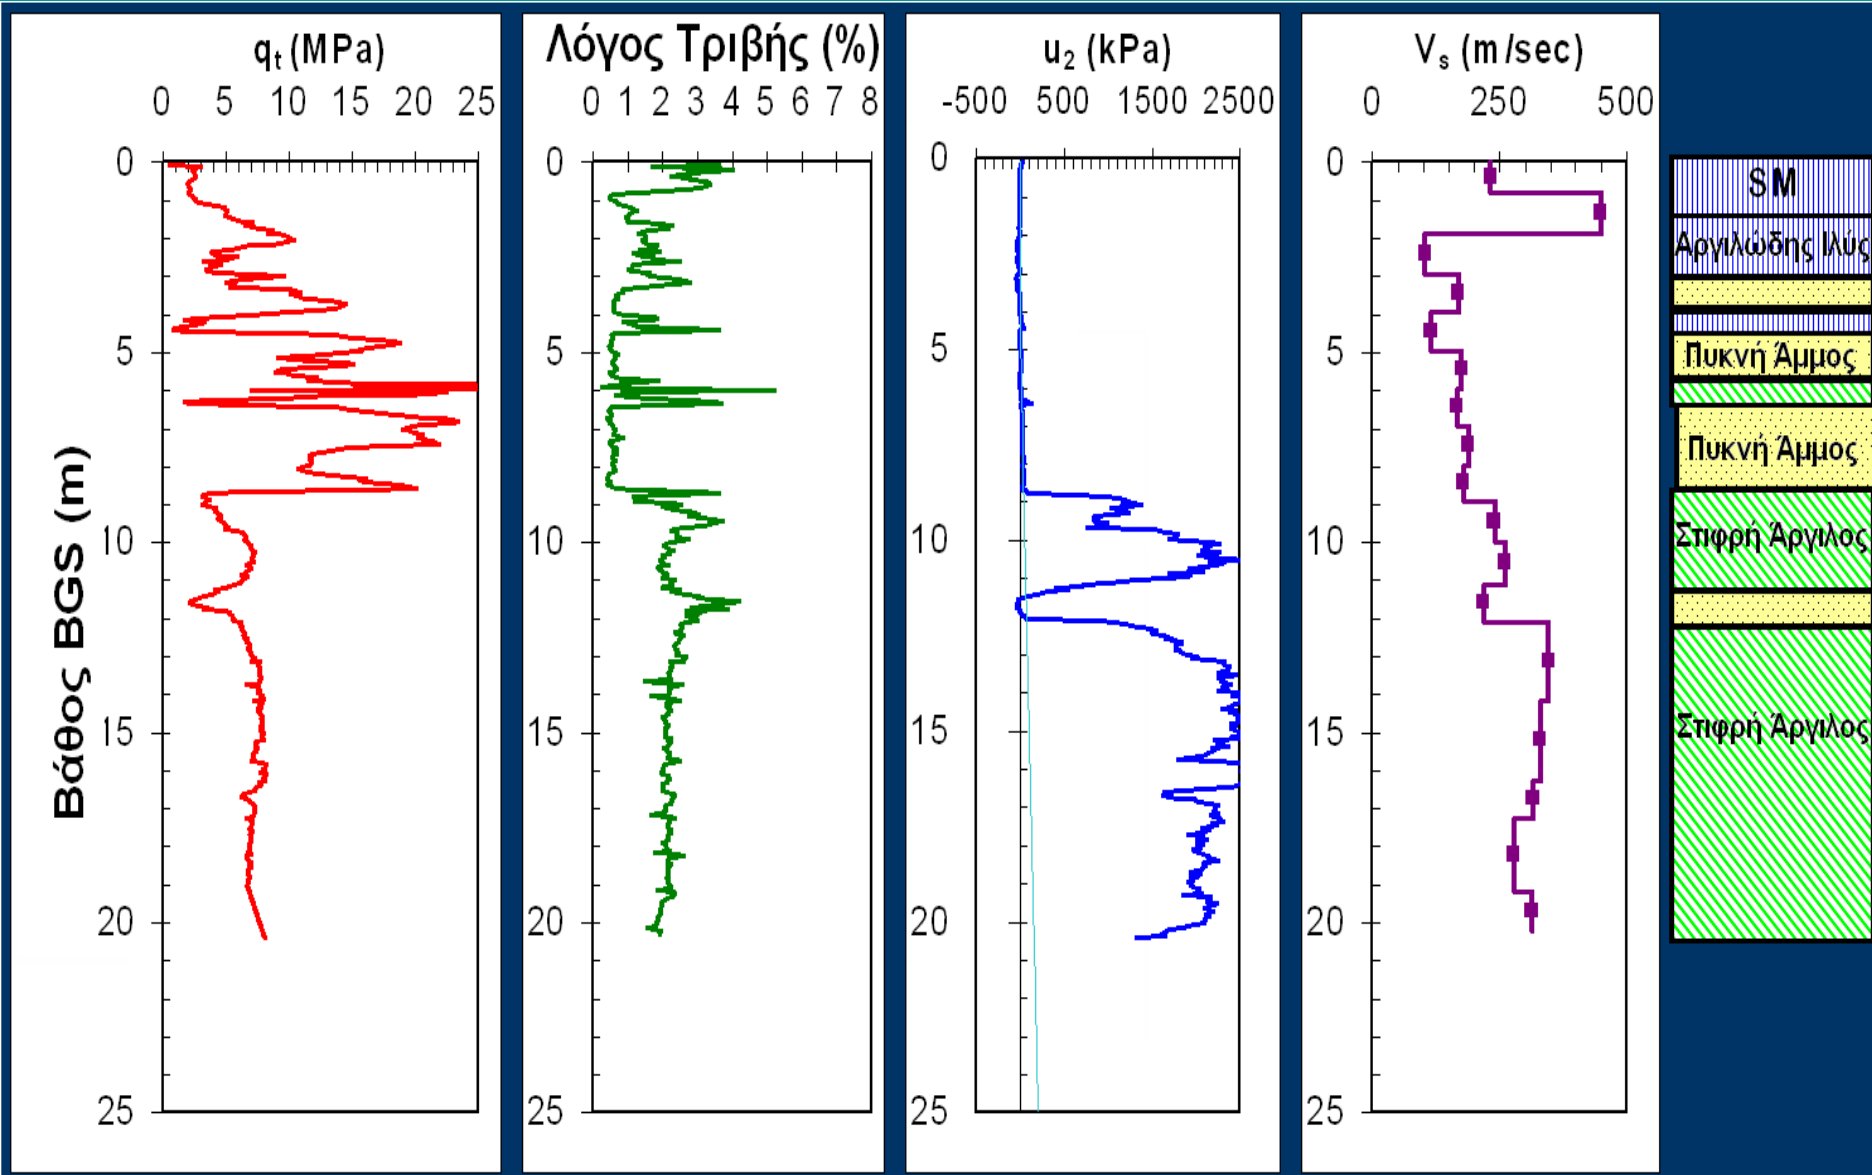 qt (MPa)
0 5 10 15 20 25
Λόγος Τριβής (%)
0 1 2 3 4 5 6 7 8
u2 (kPa)
-500 500 1500 2500
Vs (m/sec)
0 250 500
Βάθος BGS (m)
0
5
10
15
20
25
0
5
10
15
20
25
0
5
10
15
20
25
0
5
10
15
20
25
SM
Αργιλώδης Ιλύς
Πυκνή Άμμος
Πυκνή Άμμος
Στιφρή Άργιλος
Στιφρή Άργιλος